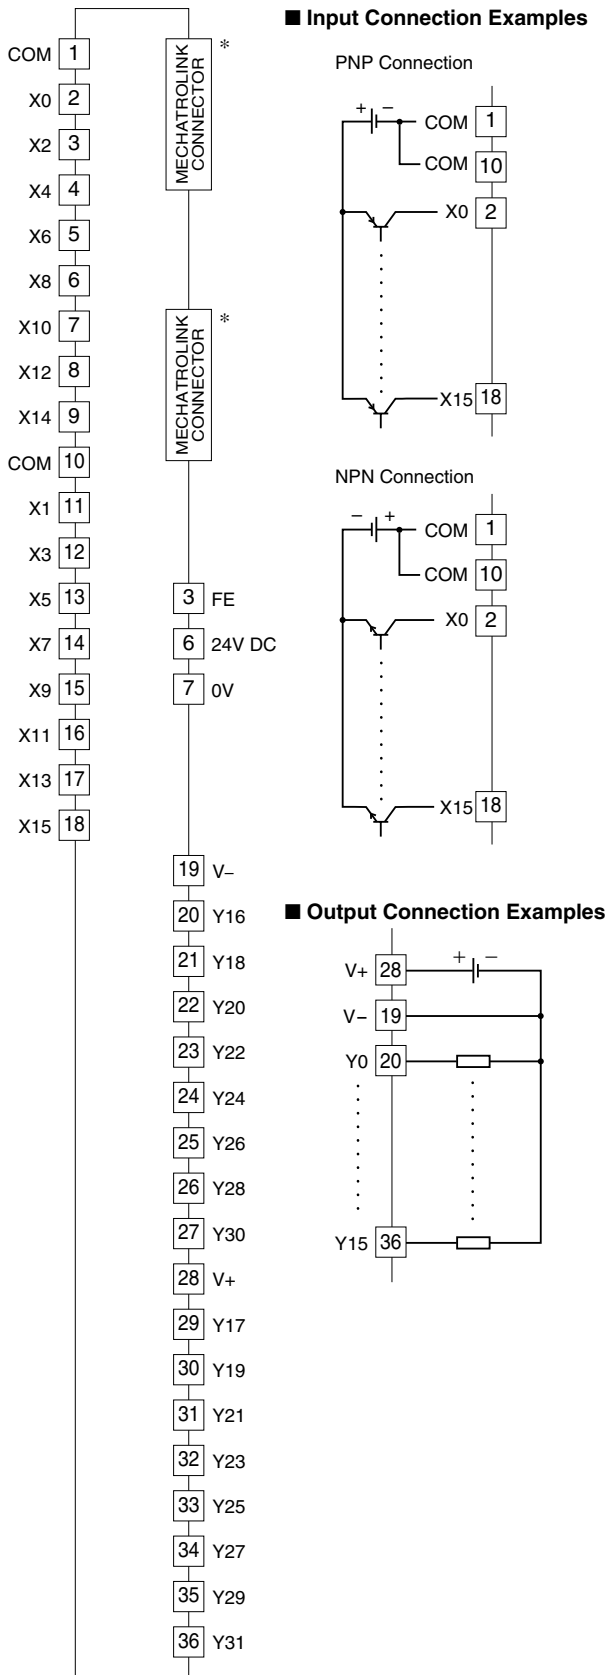 COM 1
X0 2
X2 3
X4 4
X6 5
X8 6
X10 7
X12 8
X14 9
COM 10
X1 11
X3 12
X5 13
X7 14
X9 15
X11 16
X13 17
X15 18
MECHATROLINK
CONNECTOR
*
MECHATROLINK
CONNECTOR
*
3 FE
6 24V DC
7 0V
19 V–
20 Y16
21 Y18
22 Y20
23 Y22
24 Y24
25 Y26
26 Y28
27 Y30
28 V+
29 Y17
30 Y19
31 Y21
32 Y23
33 Y25
34 Y27
35 Y29
36 Y31
■ Input Connection Examples
PNP Connection
+ –
COM 1
COM 10
X0 2
X15 18
NPN Connection
– +
COM 1
COM 10
X0 2
X15 18
■ Output Connection Examples
V+ 28 + –
V– 19
Y0 20
Y15 36